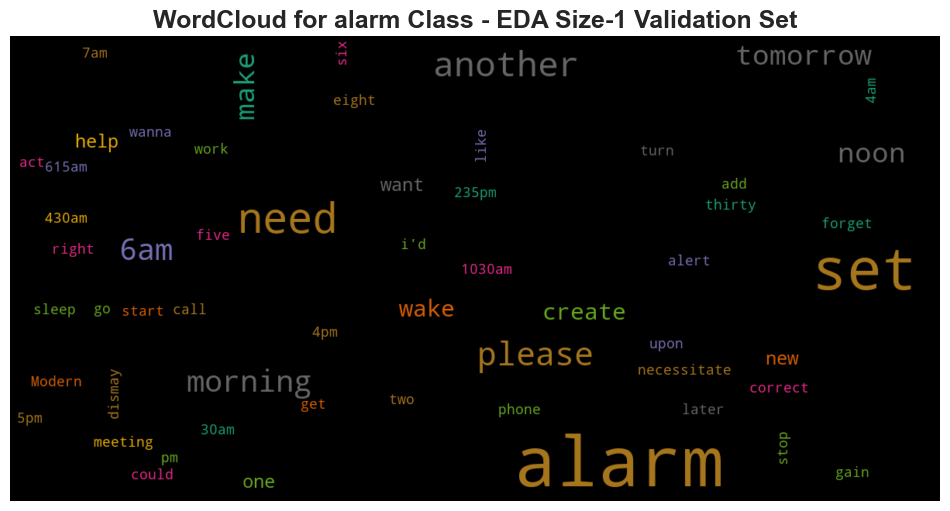 WordCloud for alarm Class - EDA Size-1 Validation Set
7am
six
another
tomorrow
make
eight
4am
help
wanna
work
like
turn
noon
act
615am
want
235pm
add
thirty
430am
need
five
forget
right
6am
i'd
1030am
alert
set
sleep
go
start
call
wake
create
4pm
please
upon
new
necessitate
Modern
dismay
morning
get
two
correct
5pm
30am
phone
later
meeting
pm
could
one
alarm
stop
gain